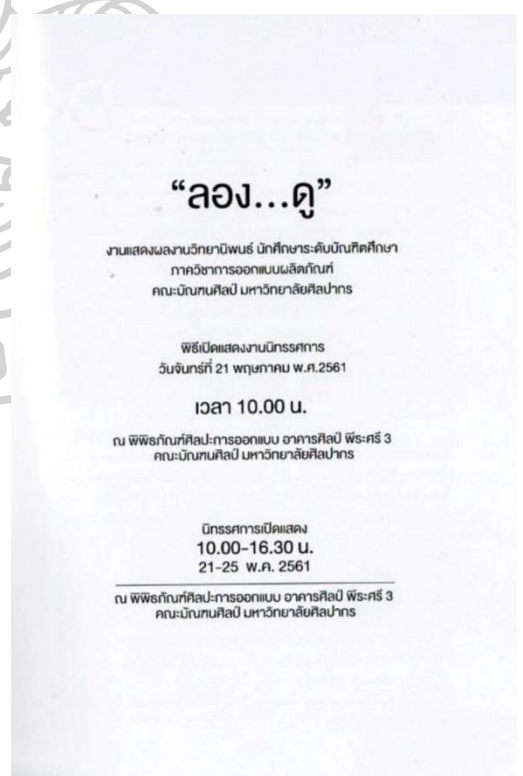 “ลอง...ดู”
งานแสดงผลงานวิทยานิพนธ์ นักศึกษาระดับบัณฑิตศึกษา
ภาควิชาการออกแบบผลิตภัณฑ์
คณะมัณฑนศิลป์ มหาวิทยาลัยศิลปากร
พิธีเปิดแสดงงานนิทรรศการ
วันจันทร์ที่ 21 พฤษภาคม พ.ศ.2561
เวลา 10.00 น.
ณ พิพิธภัณฑ์ศิลปะการออกแบบ อาคารศิลป์ พีระศรี 3
คณะมัณฑนศิลป์ มหาวิทยาลัยศิลปากร
นิทรรศการเปิดแสดง
10.00-16.30 น.
21-25 พ.ค. 2561
ณ พิพิธภัณฑ์ศิลปะการออกแบบ อาคารศิลป์ พีระศรี 3
คณะมัณฑนศิลป์ มหาวิทยาลัยศิลปากร